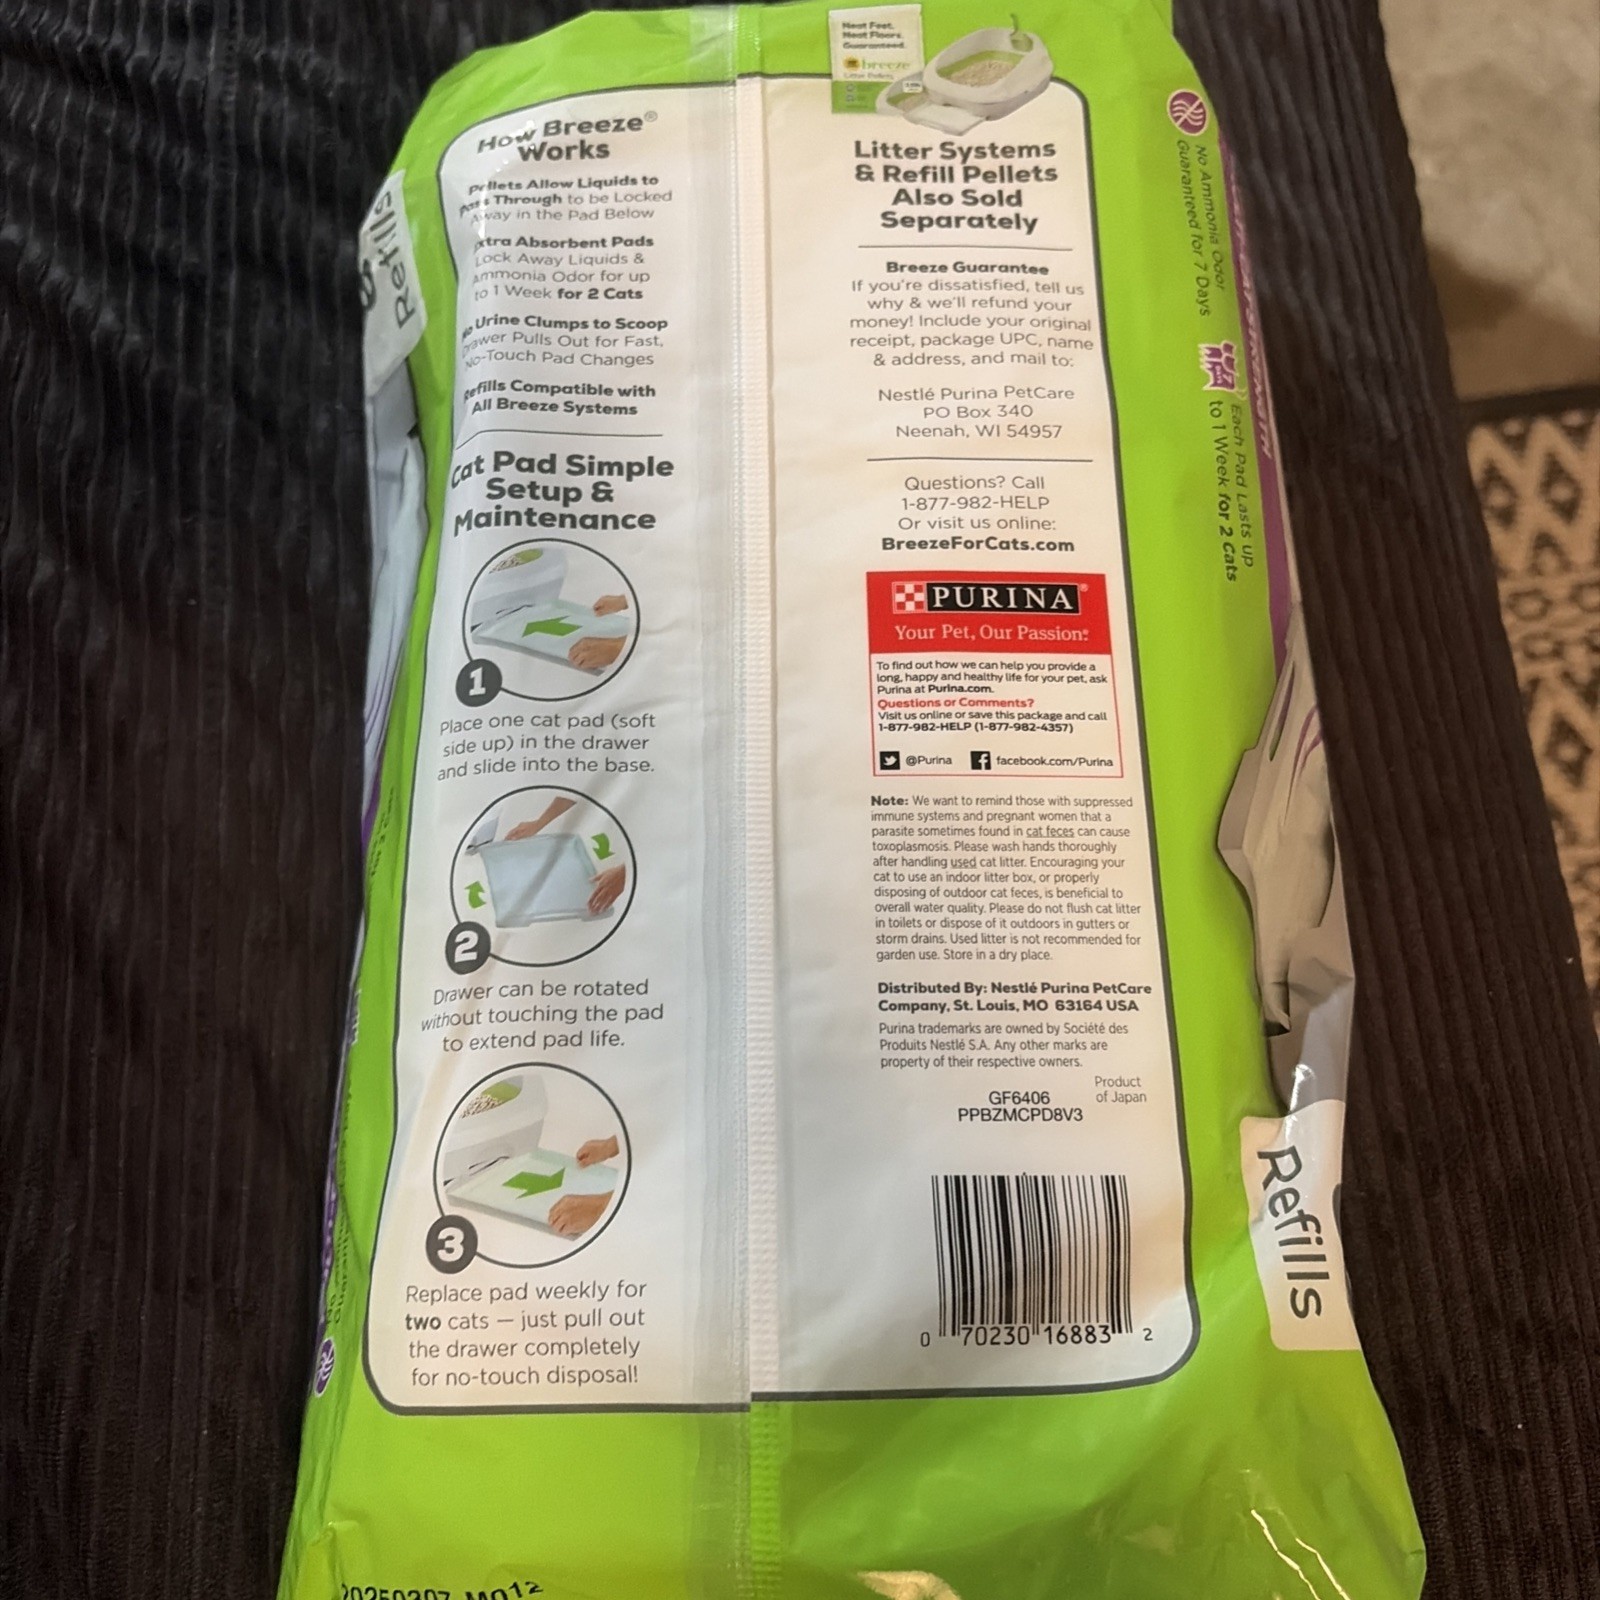 How Breeze®
Works
Pellets Allow Liquids to
Pass Through to be Locked
Away in the Pad Below
Extra Absorbent Pads
Lock Away Liquids &
Ammonia Odor for up
to 1 Week for 2 Cats
No Urine Clumps to Scoop
Drawer Pulls Out for Fast,
No-Touch Pad Changes
Refills Compatible with
All Breeze Systems
Cat Pad Simple
Setup &
Maintenance
1
Place one cat pad (soft
side up) in the drawer
and slide into the base.
2
Drawer can be rotated
without touching the pad
to extend pad life.
3
Replace pad weekly for
two cats — just pull out
the drawer completely
for no-touch disposal!
Neat Feet.
Neat Floors.
Guaranteed.
breeze
Litter Pellets
Litter Systems
& Refill Pellets
Also Sold
Separately
Breeze Guarantee
If you're dissatisfied, tell us
why & we'll refund your
money! Include your original
receipt, package UPC, name
& address, and mail to:
Nestlé Purina PetCare
PO Box 340
Neenah, WI 54957
Questions? Call
1-877-982-HELP
Or visit us online:
BreezeForCats.com
PURINA®
Your Pet, Our Passion.®
To find out how we can help you provide a
long, happy and healthy life for your pet, ask
Purina at Purina.com.
Questions or Comments?
Visit us online or save this package and call
1-877-982-HELP (1-877-982-4357)
@Purina facebook.com/Purina
Note: We want to remind those with suppressed
immune systems and pregnant women that a
parasite sometimes found in cat feces can cause
toxoplasmosis. Please wash hands thoroughly
after handling used cat litter. Encouraging your
cat to use an indoor litter box, or properly
disposing of outdoor cat feces, is beneficial to
overall water quality. Please do not flush cat litter
in toilets or dispose of it outdoors in gutters or
storm drains. Used litter is not recommended for
garden use. Store in a dry place.
Distributed By: Nestlé Purina PetCare
Company, St. Louis, MO 63164 USA
Purina trademarks are owned by Société des
Produits Nestlé S.A. Any other marks are
property of their respective owners.
Product
of Japan
GF6406
PPBZMCPD8V3
0 70230 16883 2
No Ammonia Odor
Guaranteed for 7 Days
Each Pad Lasts up
to 1 Week for 2 Cats
Refills
Refills
20250307 M012